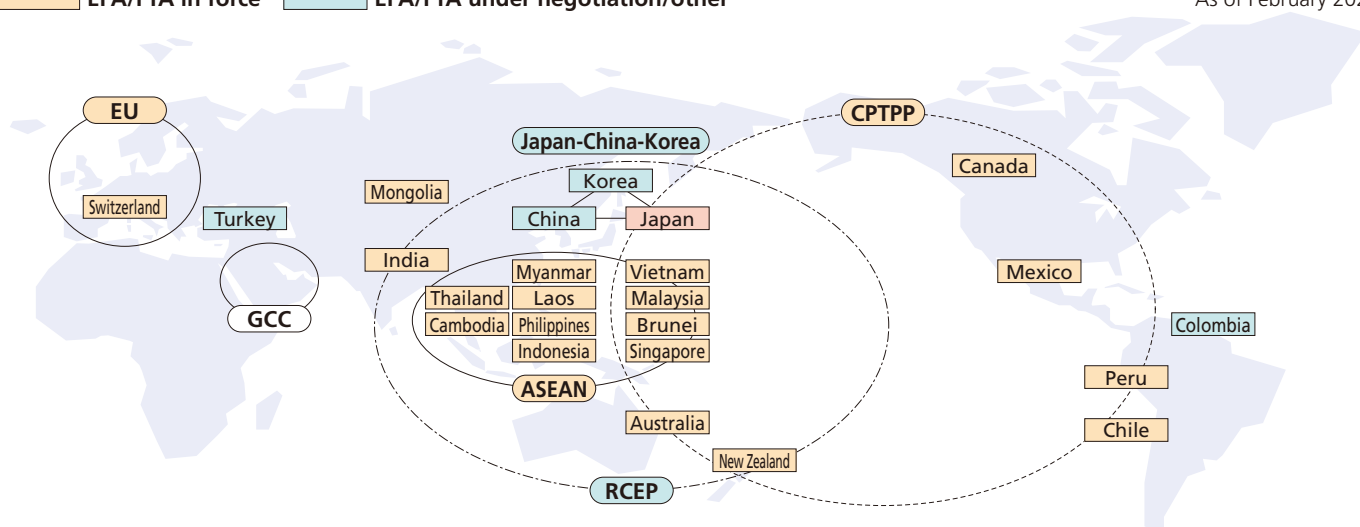 EPA/FTA in force
EPA/FTA under negotiation/other
As of February 202
EU
CPTPP
Japan-China-Korea
Canada
Korea
Mongolia
Switzerland
Turkey
China
Japan
India
Myanmar
Vietnam
Mexico
Thailand
Laos
Malaysia
GCC
Cambodia
Philippines
Brunei
Colombia
Indonesia
Singapore
Peru
ASEAN
Australia
Chile
New Zealand
RCEP